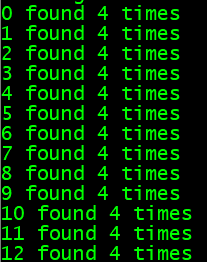 0 found 4 times
1 found 4 times
2 found 4 times
3 found 4 times
4 found 4 times
5 found 4 times
6 found 4 times
7 found 4 times
8 found 4 times
9 found 4 times
10 found 4 times
11 found 4 times
12 found 4 times